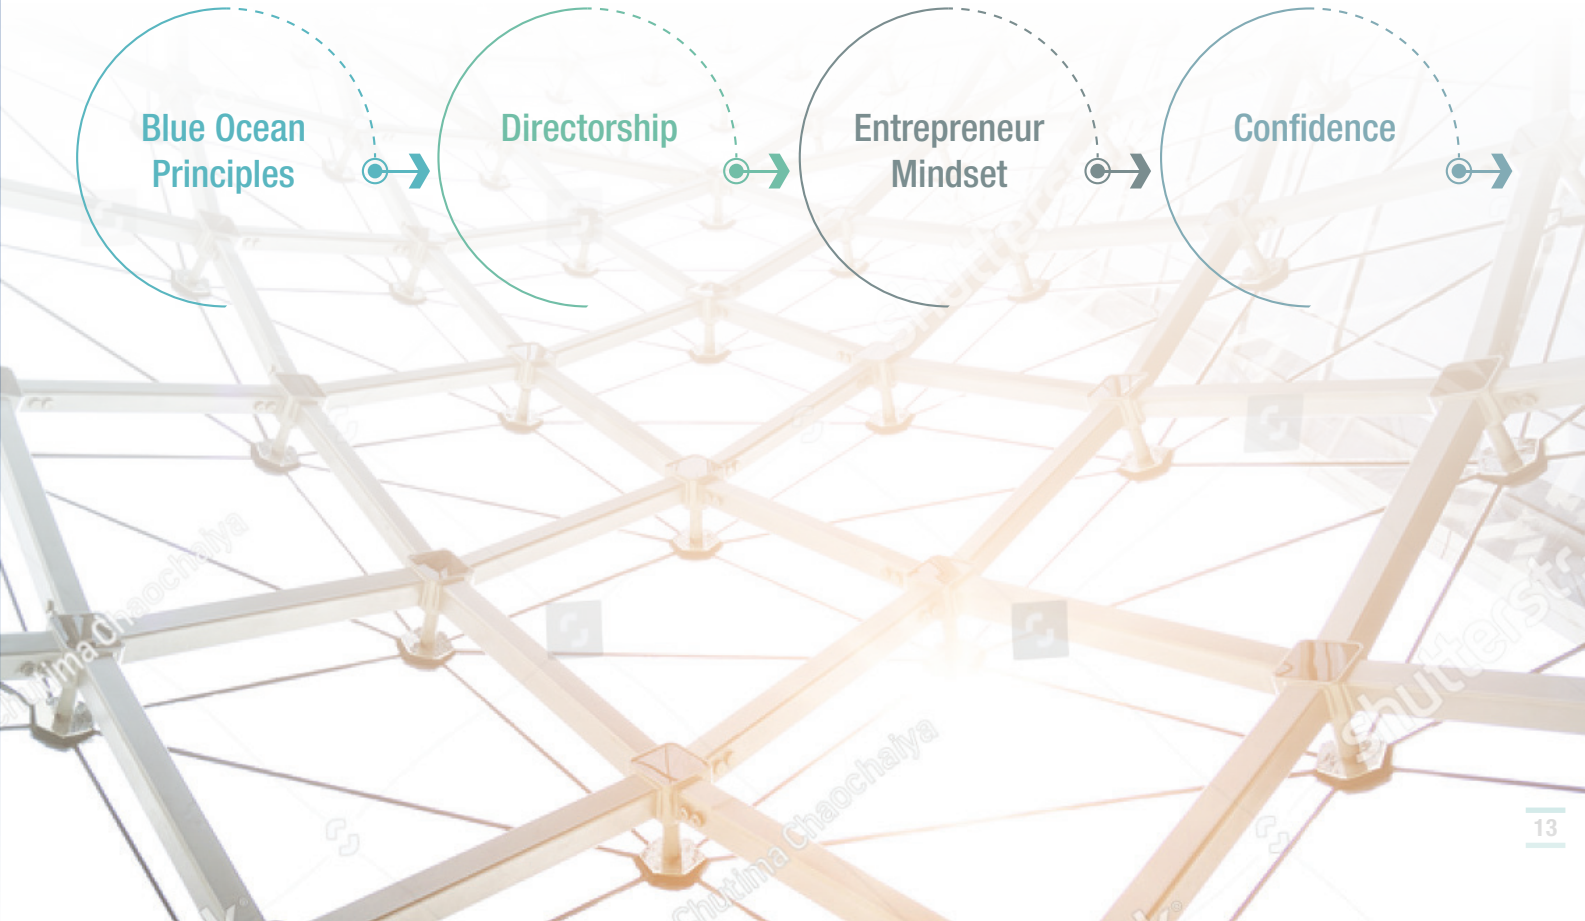 Blue Ocean
Principles
Directorship
Entrepreneur
Mindset
Confidence
Chutima Chaochaiya
shutterst
Chutima Chaochaiya
13